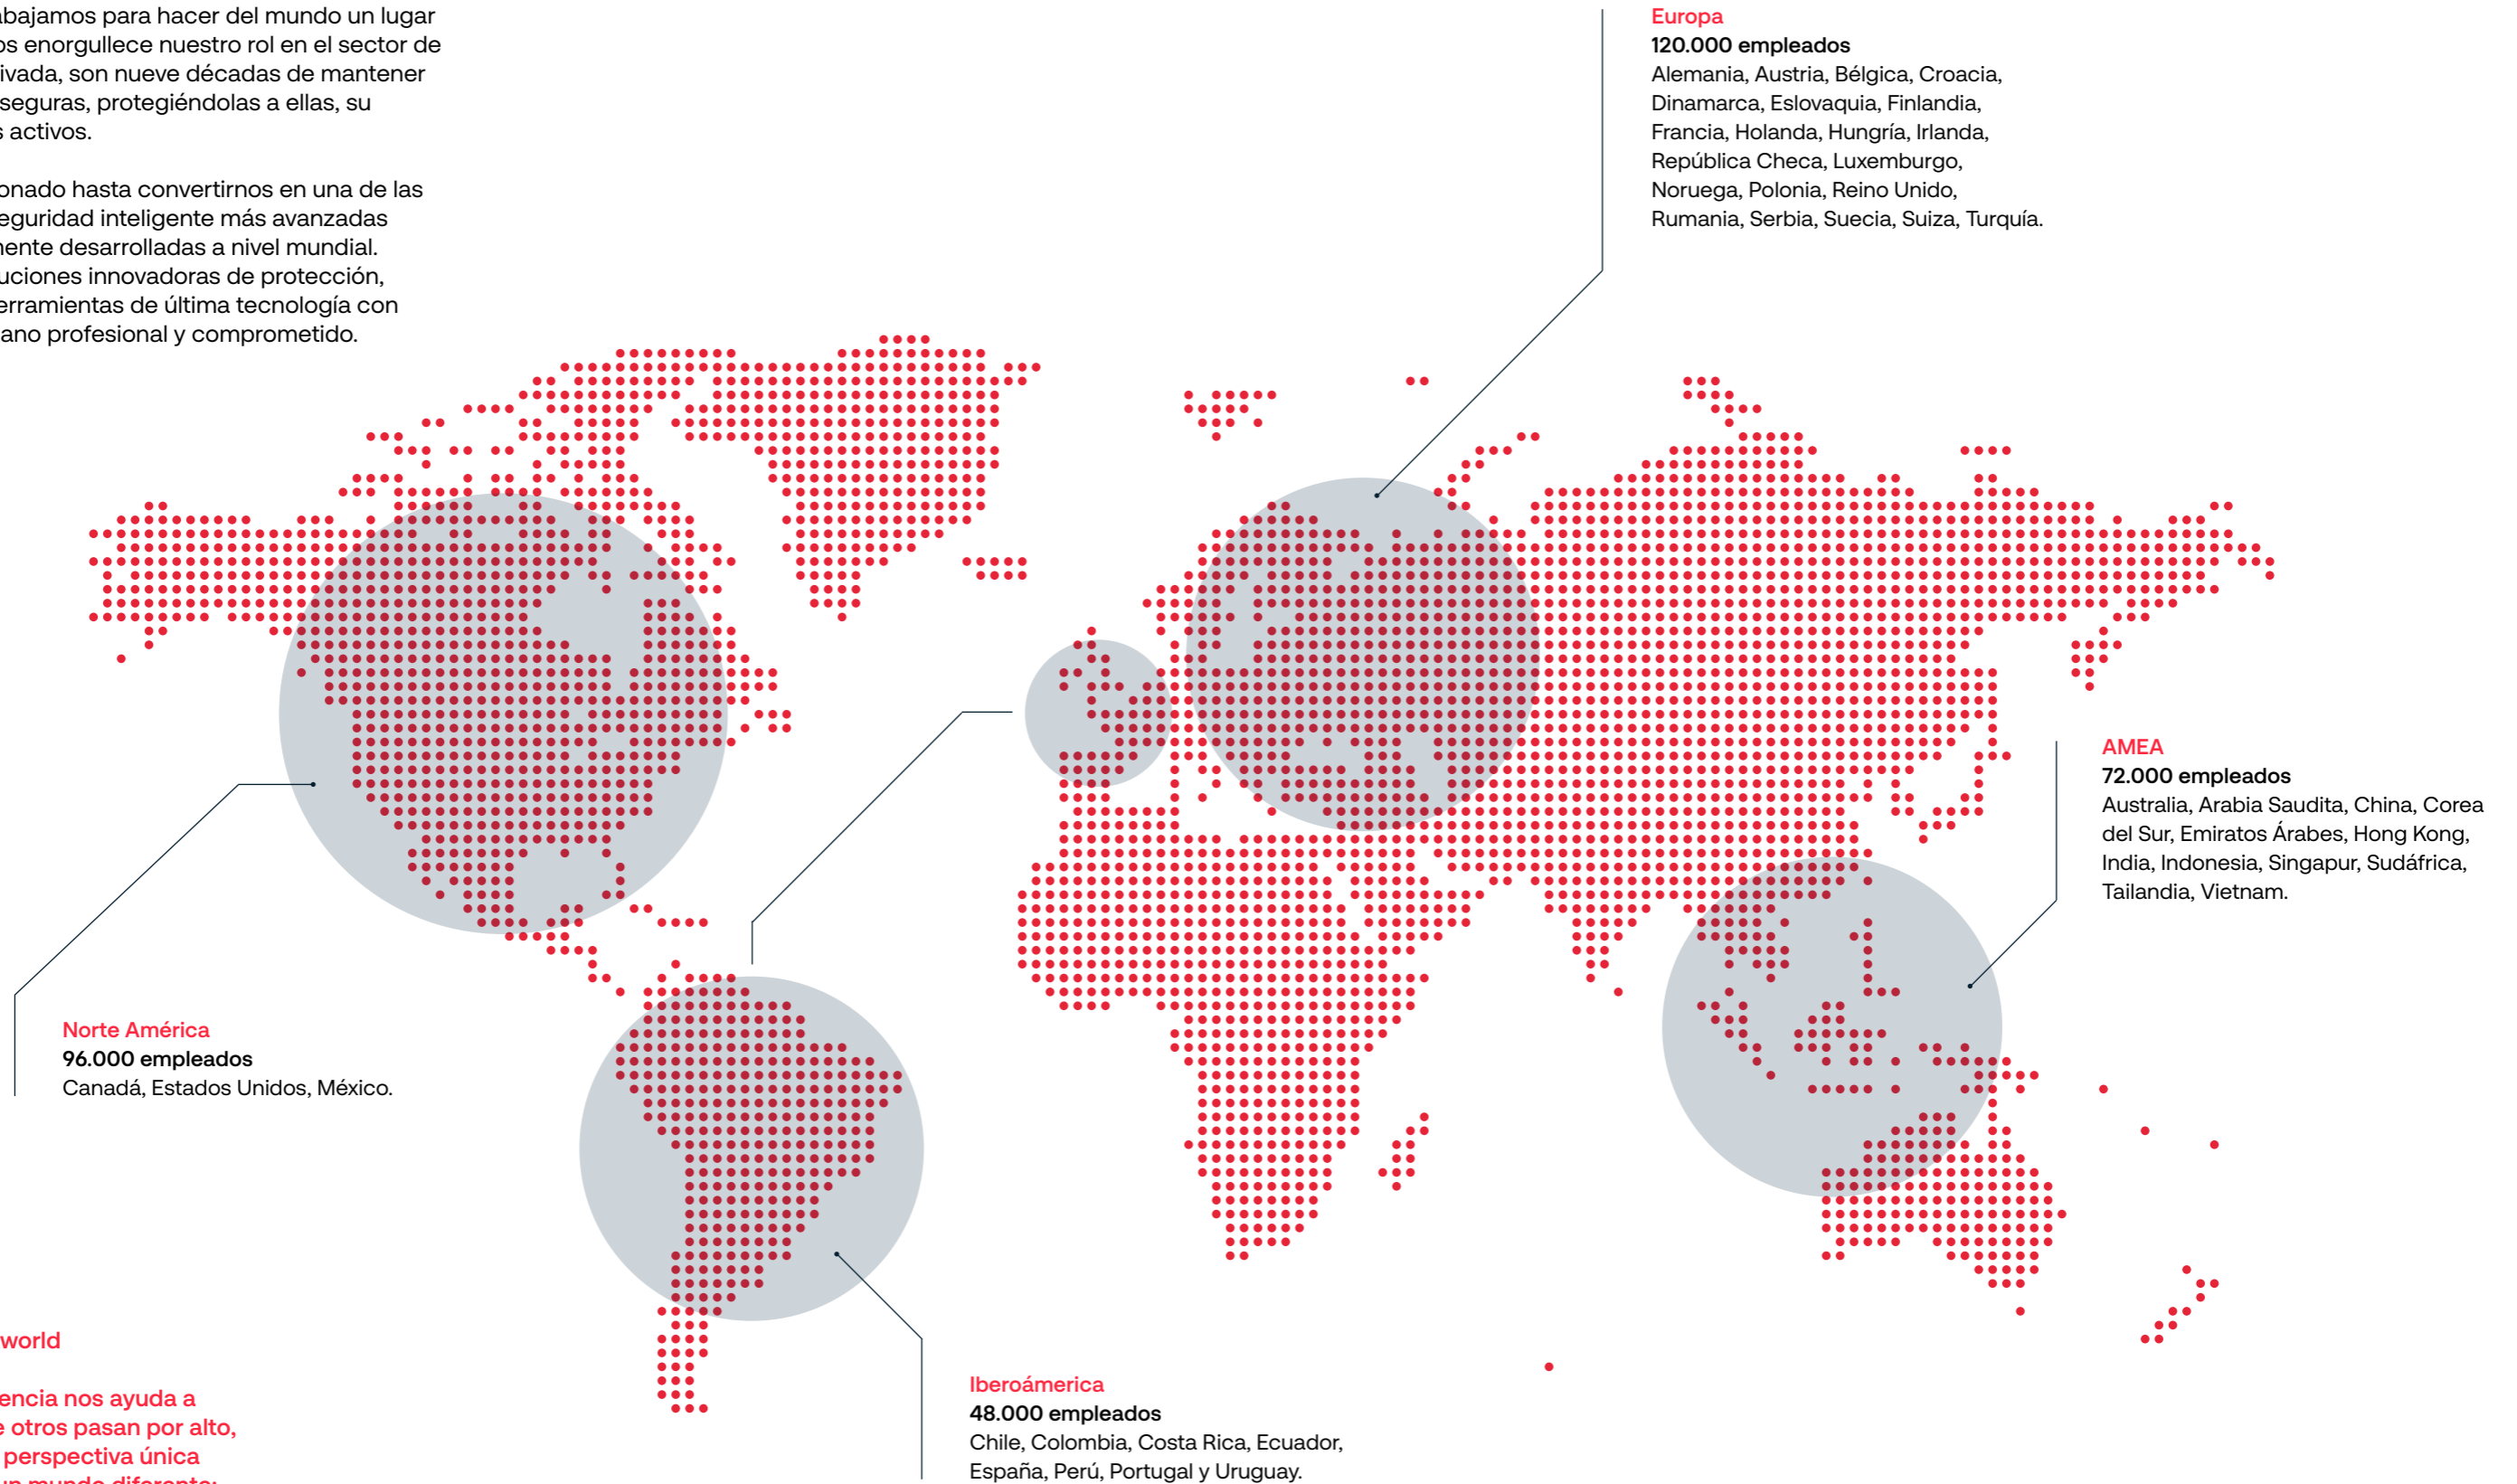 abajamos para hacer del mundo un lugar
os enorgullece nuestro rol en el sector de
ivada, son nueve décadas de mantener
seguras, protegiéndolas a ellas, su
s activos.
onado hasta convertirnos en una de las
eguridad inteligente más avanzadas
nente desarrolladas a nivel mundial.
uciones innovadoras de protección,
erramientas de última tecnología con
ano profesional y comprometido.
Europa
120.000 empleados
Alemania, Austria, Bélgica, Croacia,
Dinamarca, Eslovaquia, Finlandia,
Francia, Holanda, Hungría, Irlanda,
República Checa, Luxemburgo,
Noruega, Polonia, Reino Unido,
Rumania, Serbia, Suecia, Suiza, Turquía.
AMEA
72.000 empleados
Australia, Arabia Saudita, China, Corea
del Sur, Emiratos Árabes, Hong Kong,
India, Indonesia, Singapur, Sudáfrica,
Tailandia, Vietnam.
Norte América
96.000 empleados
Canadá, Estados Unidos, México.
world
encia nos ayuda a
e otros pasan por alto,
perspectiva única
un mundo diferente:
Iberoámerica
48.000 empleados
Chile, Colombia, Costa Rica, Ecuador,
España, Perú, Portugal y Uruguay.